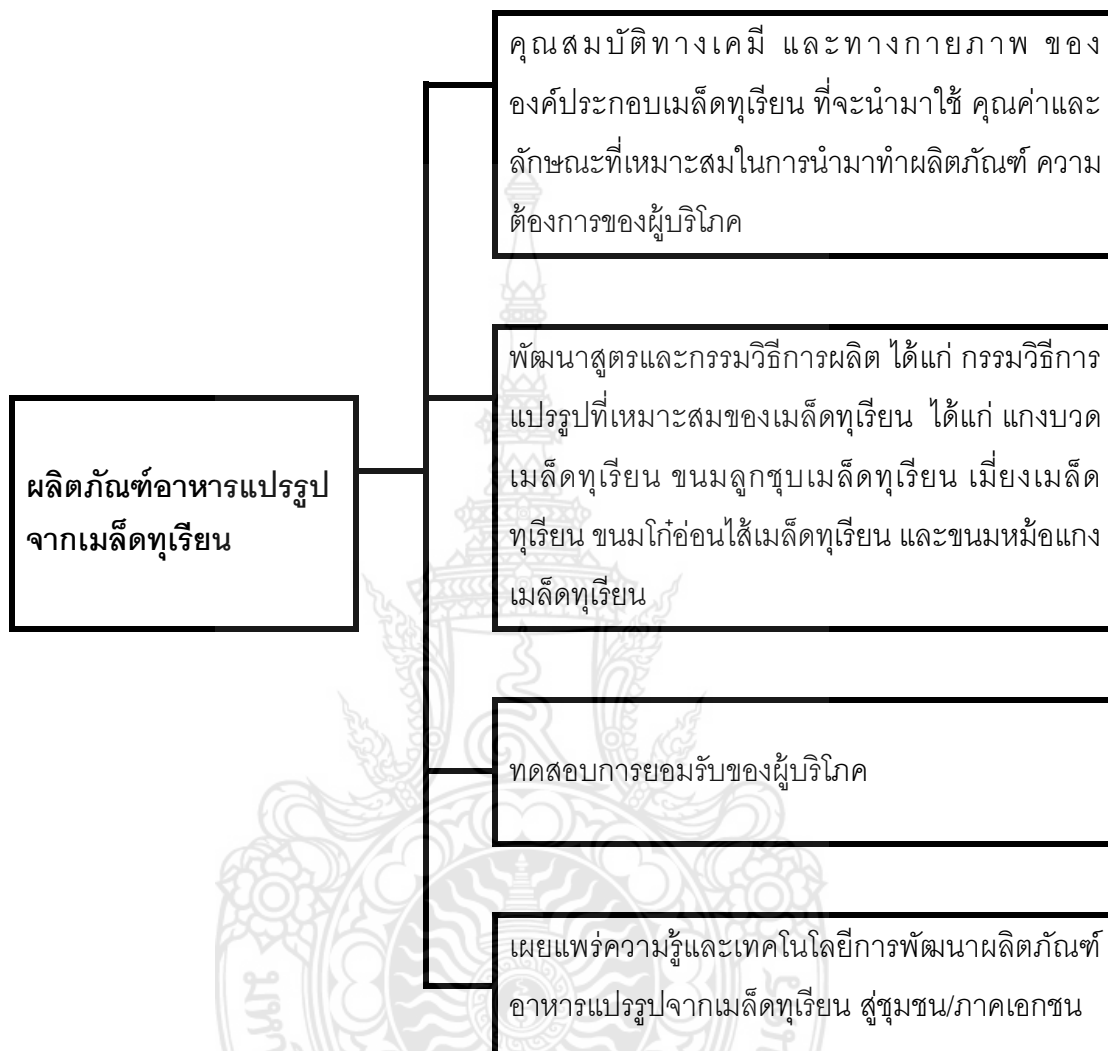 คุณสมบัติทางเคมี และทางกายภาพ ของ
องค์ประกอบเมล็ดทุเรียน ที่จะนำมาใช้ คุณค่าและ
ลักษณะที่เหมาะสมในการนำมาทำผลิตภัณฑ์ ความ
ต้องการของผู้บริโภค
ผลิตภัณฑ์อาหารแปรรูป
จากเมล็ดทุเรียน
พัฒนาสูตรและกรรมวิธีการผลิต ได้แก่ กรรมวิธีการ
แปรรูปที่เหมาะสมของเมล็ดทุเรียน ได้แก่ แกงบวด
เมล็ดทุเรียน ขนมลูกชุบเมล็ดทุเรียน เมี่ยงเมล็ด
ทุเรียน ขนมโก๋อ่อนไส้เมล็ดทุเรียน และขนมหม้อแกง
เมล็ดทุเรียน
ทดสอบการยอมรับของผู้บริโภค
เผยแพร่ความรู้และเทคโนโลยีการพัฒนาผลิตภัณฑ์
อาหารแปรรูปจากเมล็ดทุเรียน สู่ชุมชน/ภาคเอกชน